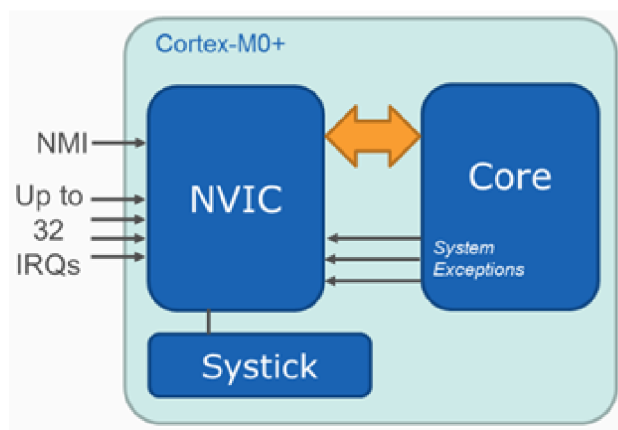 Cortex-M0+
NMI
Up to
32
IRQs
NVIC
Core
System
Exceptions
Systick